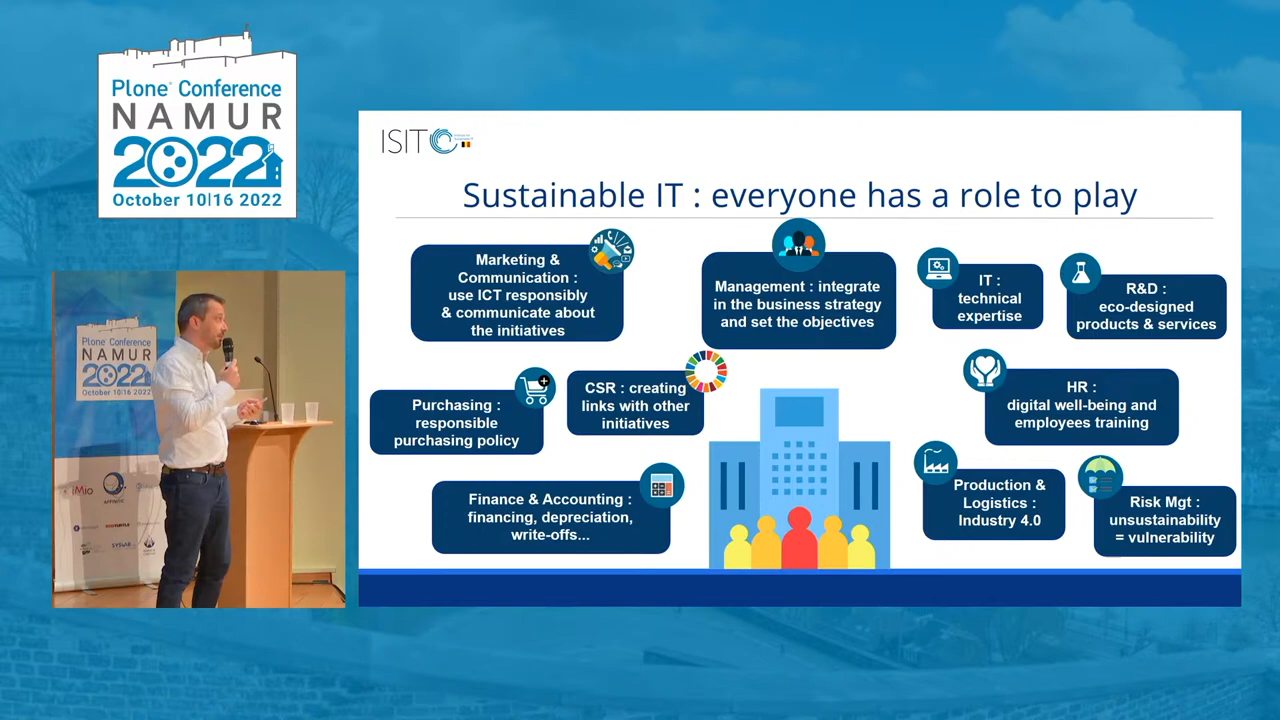 Plone® Conference
NAMUR
2022
October 10|16 2022
ISIT
Sustainable IT : everyone has a role to play
Marketing &
Communication :
use ICT responsibly
& communicate about
the initiatives
Management : integrate
in the business strategy
and set the objectives
IT :
technical
expertise
R&D :
eco-designed
products & services
Purchasing :
responsible
purchasing policy
CSR : creating
links with other
initiatives
HR :
digital well-being and
employees training
Finance & Accounting :
financing, depreciation,
write-offs...
Production &
Logistics :
Industry 4.0
Risk Mgt :
unsustainability
= vulnerability
Plone Conference
NAMUR
2022
October 10|16 2022
iMio
AFFINITIC
SYSLAB